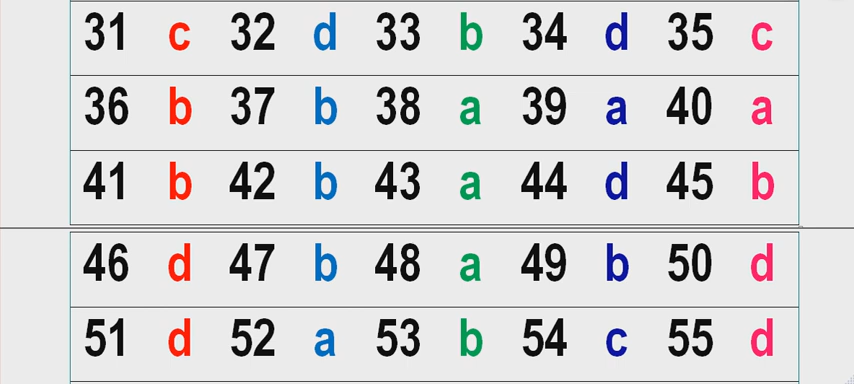 31 c 32 d 33 b 34 d 35 c
36 b 37 b 38 a 39 a 40 a
41 b 42 b 43 a 44 d 45 b
46 d 47 b 48 a 49 b 50 d
51 d 52 a 53 b 54 c 55 d